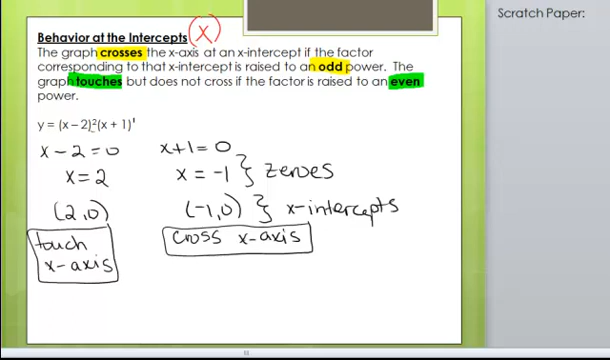 Scratch Paper:
Behavior at the Intercepts (x)
The graph crosses the x-axis at an x-intercept if the factor
corresponding to that x-intercept is raised to an odd power. The
graph touches but does not cross if the factor is raised to an even
power.
y = (x – 2)²(x + 1)¹
x - 2 = 0 x + 1 = 0
x = 2 x = -1 } zeroes
(2,0) (-1,0) } x-intercepts
touch cross x-axis
x-axis